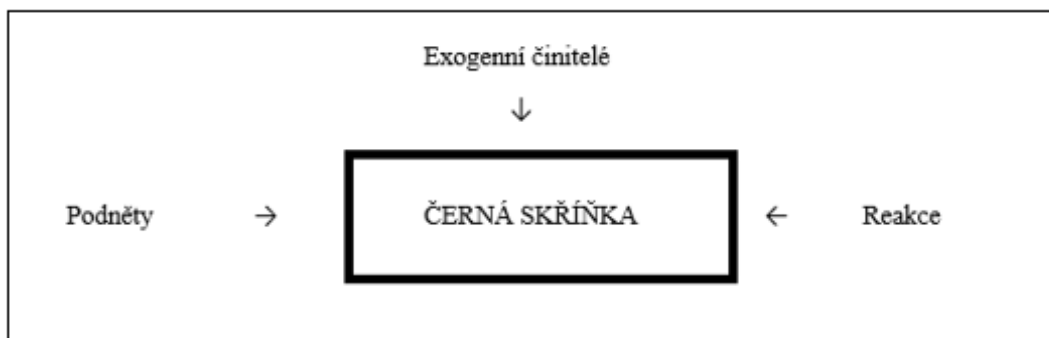 Exogenní činitelé
↓
Podněty → ČERNÁ SKŘÍŇKA ← Reakce